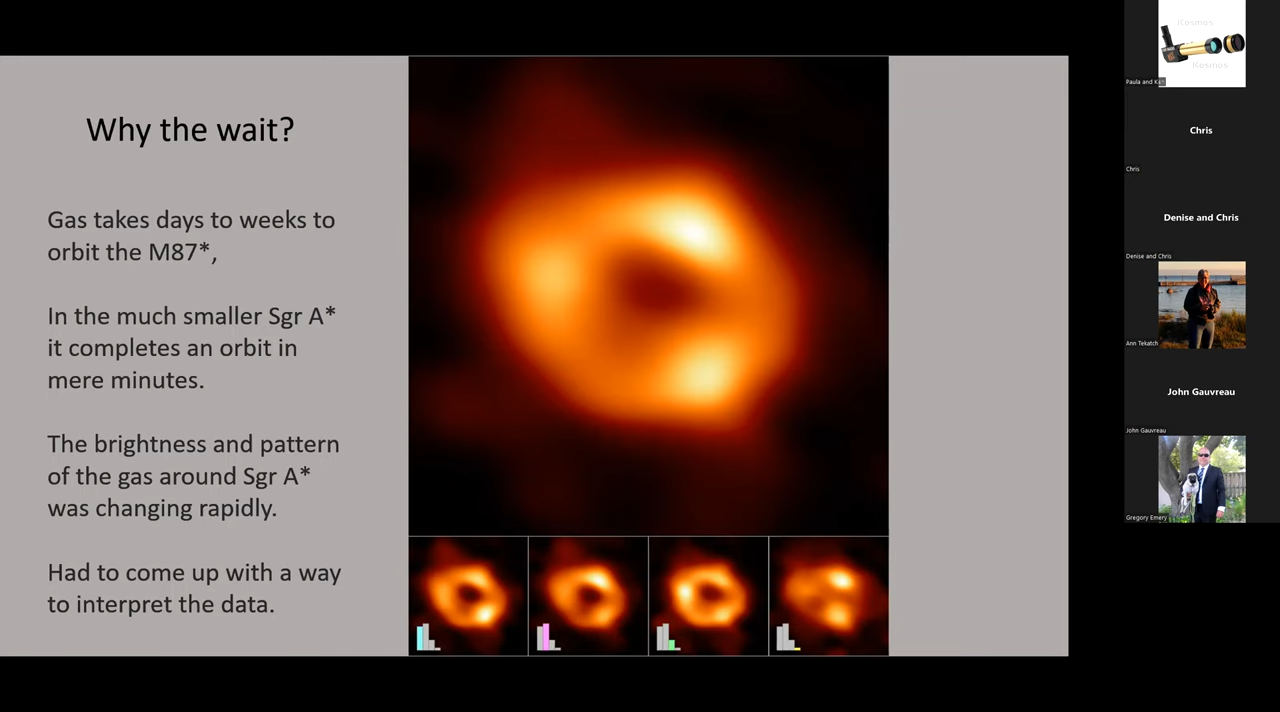 Why the wait?
Gas takes days to weeks to
orbit the M87*,
In the much smaller Sgr A*
it completes an orbit in
mere minutes.
The brightness and pattern
of the gas around Sgr A*
was changing rapidly.
Had to come up with a way
to interpret the data.
Kosmos
Kosmos
Paula and
Chris
Chris
Denise and Chris
Denise and Chris
Ann Tekatch
John Gauvreau
John Gauvreau
Gregory Emery